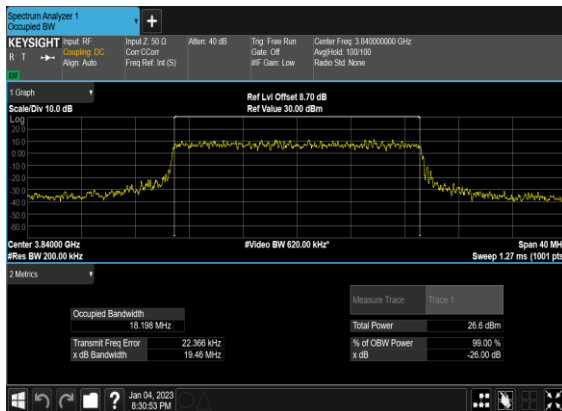 Spectrum Analyzer 1
Occupied BW
KEYSIGHT
R T
Input: RF
Coupling: DC
Align: Auto
Input Z: 50 Ω
Corr CCorr
Freq Ref: Int (S)
Atten: 40 dB
Trig: Free Run
Gate: Off
#IF Gain: Low
Center Freq: 3.840000000 GHz
Avg|Hold: 100/100
Radio Std: None
1 Graph
Scale/Div 10.0 dB
Ref Lvl Offset 8.70 dB
Ref Value 30.00 dBm
Log
20.0
10.0
0.00
-10.0
-20.0
-30.0
-40.0
-50.0
-60.0
Center 3.84000 GHz
#Res BW 200.00 kHz
#Video BW 620.00 kHz*
Span 40 MH
Sweep 1.27 ms (1001 pts
2 Metrics
Measure Trace Trace 1
Occupied Bandwidth
18.198 MHz
Total Power 26.6 dBm
Transmit Freq Error 22.366 kHz
% of OBW Power 99.00 %
x dB Bandwidth 19.46 MHz
x dB -26.00 dB
?
Jan 04, 2023
8:30:53 PM